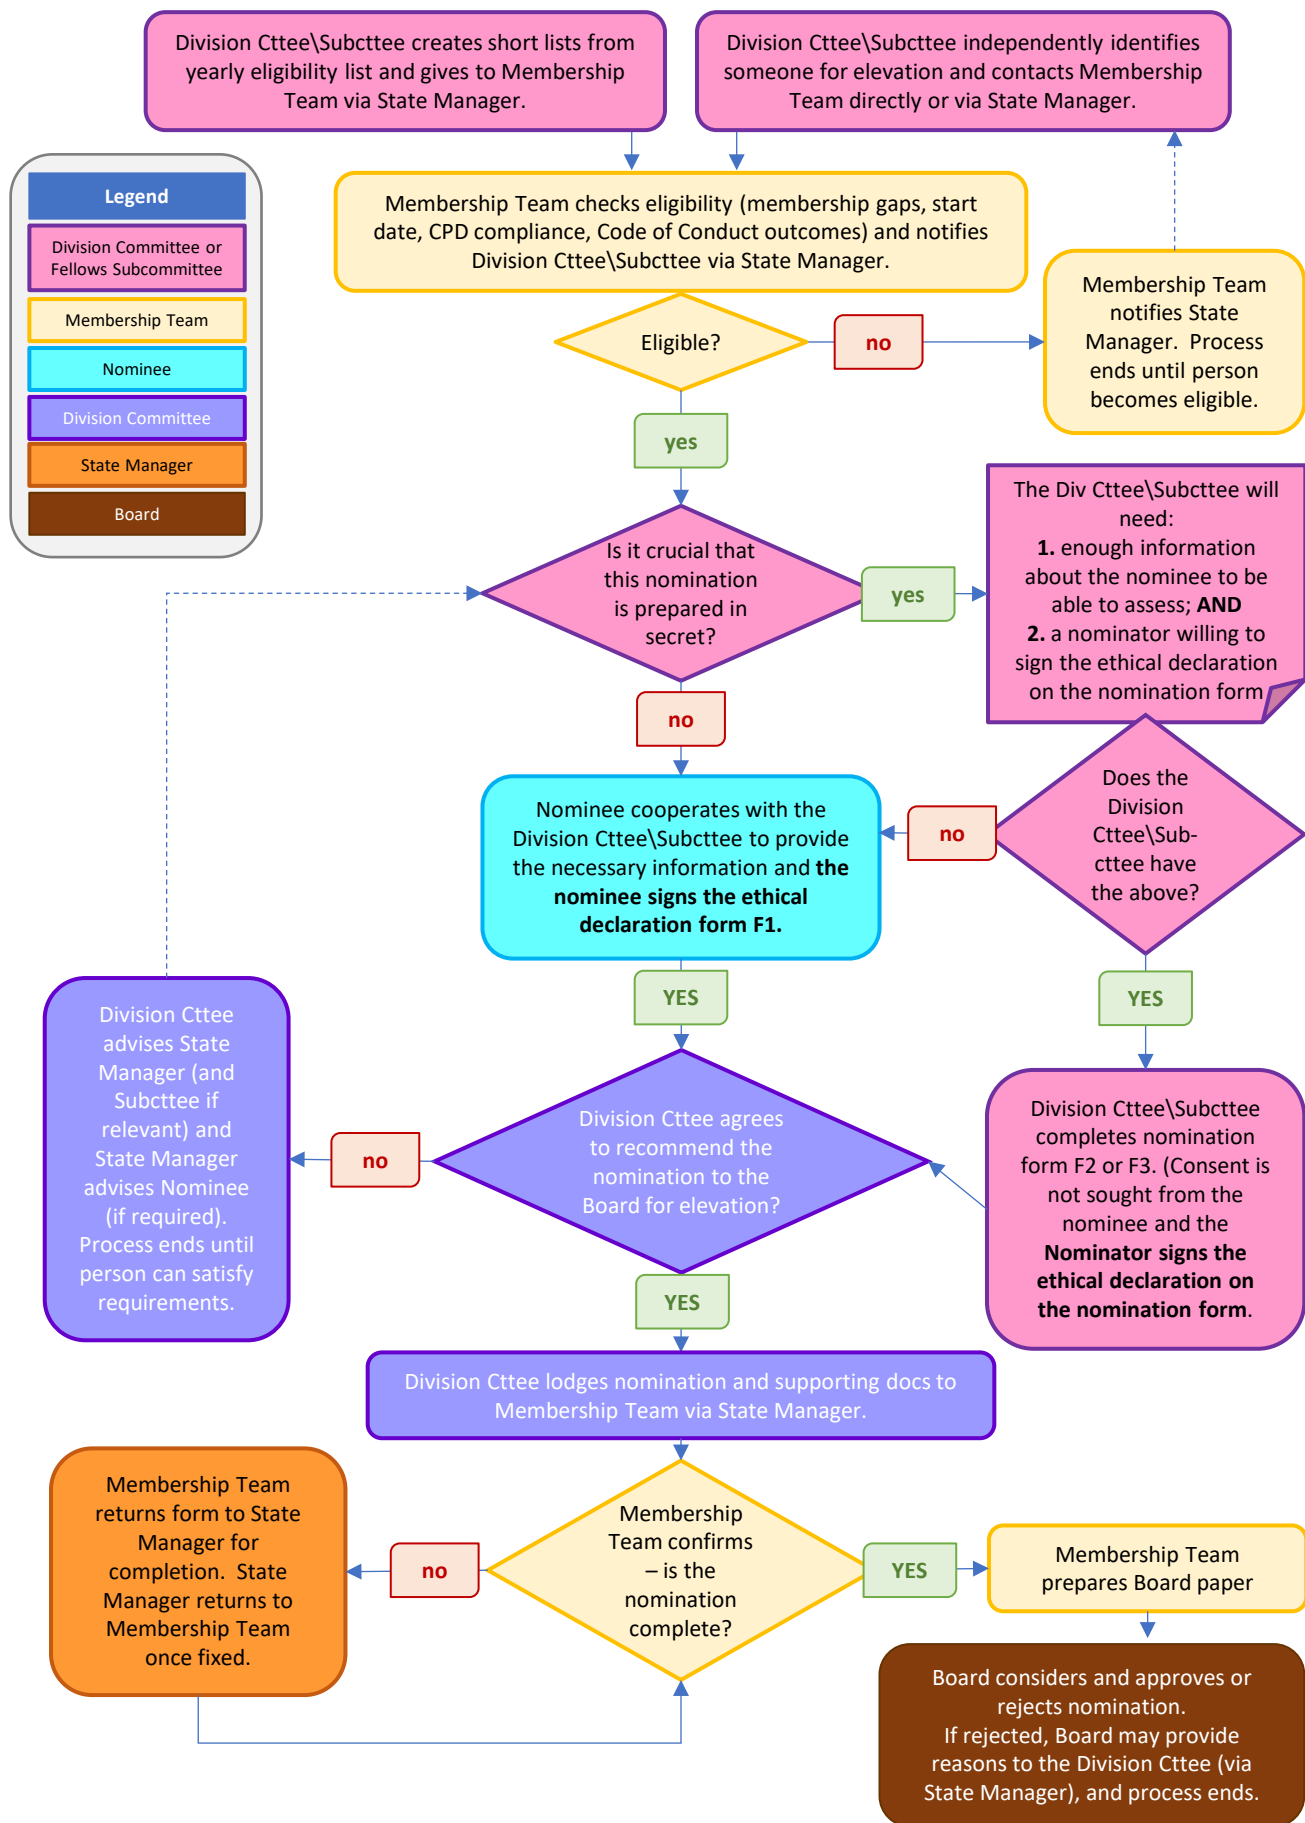 Division Cttee\Subcttee creates short lists from
yearly eligibility list and gives to Membership
Team via State Manager.
Division Cttee\Subcttee independently identifies
someone for elevation and contacts Membership
Team directly or via State Manager.
Legend
Division Committee or
Fellows Subcommittee
Membership Team
Nominee
Division Committee
State Manager
Board
Membership Team checks eligibility (membership gaps, start
date, CPD compliance, Code of Conduct outcomes) and notifies
Division Cttee\Subcttee via State Manager.
Eligible?
no
Membership Team
notifies State
Manager. Process
ends until person
becomes eligible.
yes
Is it crucial that
this nomination
is prepared in
secret?
yes
The Div Cttee\Subcttee will
need:
1. enough information
about the nominee to be
able to assess; AND
2. a nominator willing to
sign the ethical declaration
on the nomination form
no
Nominee cooperates with the
Division Cttee\Subcttee to provide
the necessary information and the
nominee signs the ethical
declaration form F1.
no
Does the
Division
Cttee\Sub-
cttee have
the above?
YES
YES
Division Cttee
advises State
Manager (and
Subcttee if
relevant) and
State Manager
advises Nominee
(if required).
Process ends until
person can satisfy
requirements.
no
Division Cttee agrees
to recommend the
nomination to the
Board for elevation?
Division Cttee\Subcttee
completes nomination
form F2 or F3. (Consent is
not sought from the
nominee and the
Nominator signs the
ethical declaration on
the nomination form.
YES
Division Cttee lodges nomination and supporting docs to
Membership Team via State Manager.
Membership Team
returns form to State
Manager for
completion. State
Manager returns to
Membership Team
once fixed.
no
Membership
Team confirms
– is the
nomination
complete?
YES
Membership Team
prepares Board paper
Board considers and approves or
rejects nomination.
If rejected, Board may provide
reasons to the Division Cttee (via
State Manager), and process ends.